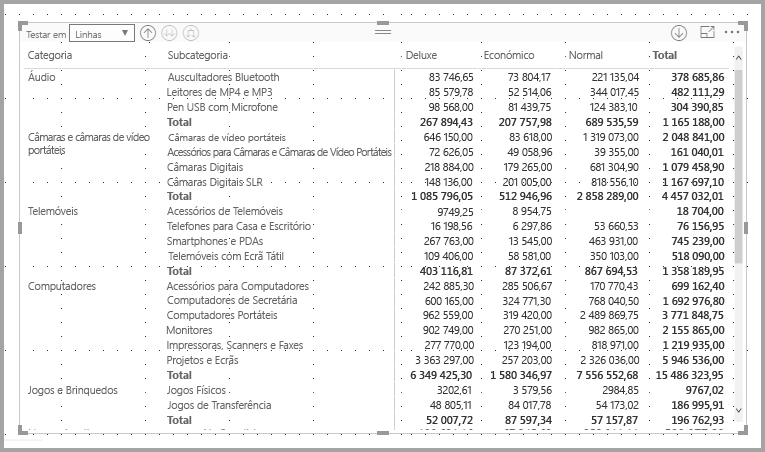 Testar em Linhas
Categoria Subcategoria Deluxe Económico Normal Total
Áudio Auscultadores Bluetooth 83 746,65 73 804,17 221 135,04 378 685,86
Leitores de MP4 e MP3 85 579,78 52 514,06 344 017,45 482 111,29
Pen USB com Microfone 98 568,00 81 439,75 124 383,10 304 390,85
Total 267 894,43 207 757,98 689 535,59 1 165 188,00
Câmaras e câmaras de vídeo Câmaras de vídeo portáteis 646 150,00 83 618,00 1 319 073,00 2 048 841,00
portáteis Acessórios para Câmaras e Câmaras de Vídeo Portáteis 72 626,05 49 058,96 39 355,00 161 040,01
Câmaras Digitais 218 884,00 179 265,00 681 304,90 1 079 458,90
Câmaras Digitais SLR 148 136,00 201 005,00 818 556,10 1 167 697,10
Total 1 085 796,05 512 946,96 2 858 289,00 4 457 032,01
Telemóveis Acessórios de Telemóveis 9749,25 8 954,75 18 704,00
Telefones para Casa e Escritório 16 198,56 6 297,86 53 660,53 76 156,95
Smartphones e PDAs 267 763,00 13 545,00 463 931,00 745 239,00
Telemóveis com Ecrã Tátil 109 406,00 58 581,00 350 103,00 518 090,00
Total 403 116,81 87 372,61 867 694,53 1 358 189,95
Computadores Acessórios para Computadores 242 885,30 285 506,67 170 770,43 699 162,40
Computadores de Secretária 600 165,00 324 771,30 768 040,50 1 692 976,80
Computadores Portáteis 962 559,00 319 420,00 2 489 869,75 3 771 848,75
Monitores 902 749,00 270 251,00 982 865,00 2 155 865,00
Impressoras, Scanners e Faxes 277 770,00 123 194,00 818 971,00 1 219 935,00
Projetos e Ecrãs 3 363 297,00 257 203,00 2 326 036,00 5 946 536,00
Total 6 349 425,30 1 580 346,97 7 556 552,68 15 486 323,95
Jogos e Brinquedos Jogos Físicos 3202,61 3 579,56 2984,85 9767,02
Jogos de Transferência 48 805,11 84 017,78 54 173,02 186 995,91
Total 52 007,72 87 597,34 57 157,87 196 762,93